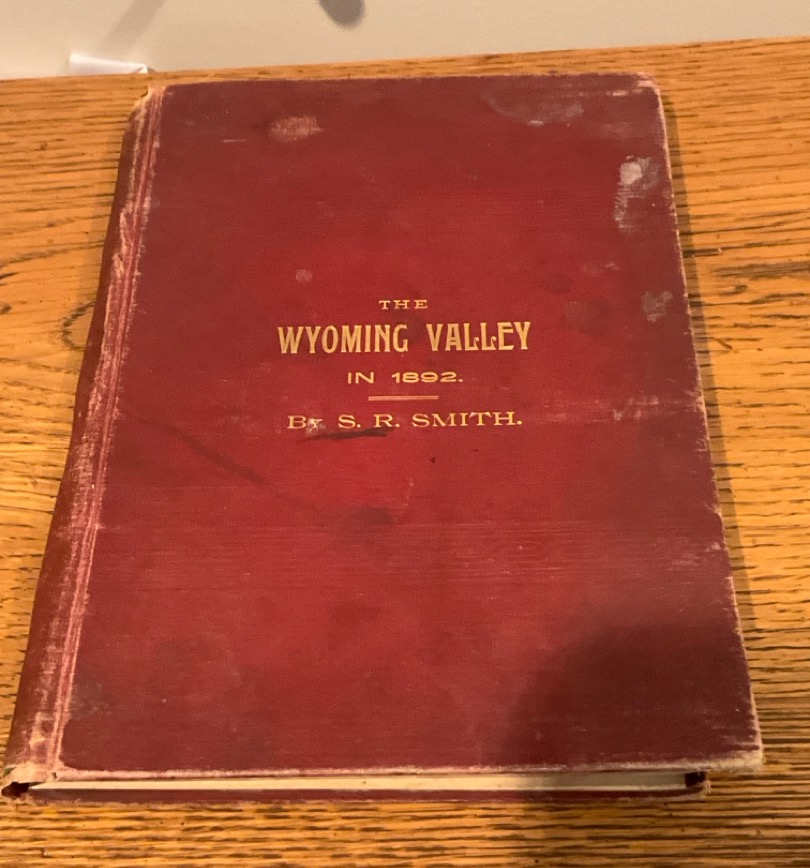 THE
WYOMING VALLEY
IN 1892.
By S. R. SMITH.